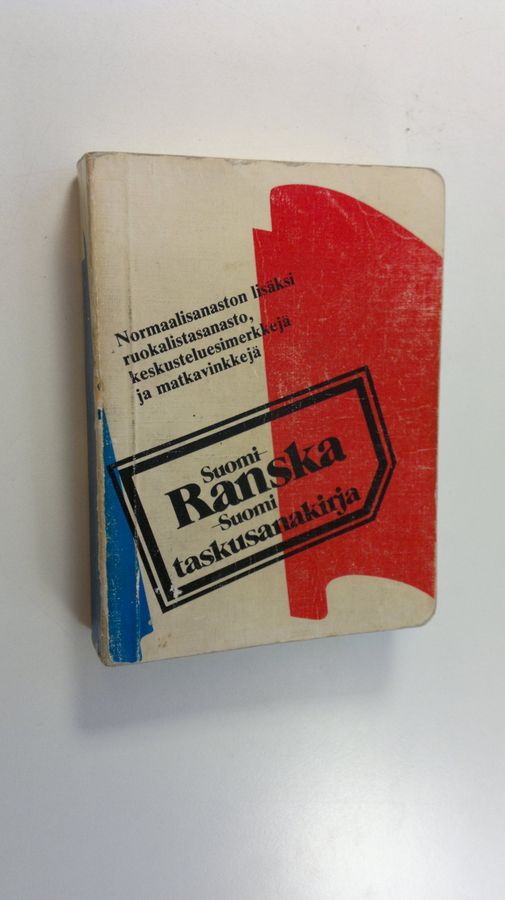 Normaalisanaston lisäksi
ruokalistasanasto,
keskusteluesimerkkejä
ja matkavinkkejä
Suomi-
Ranska
-Suomi
taskusanakirja